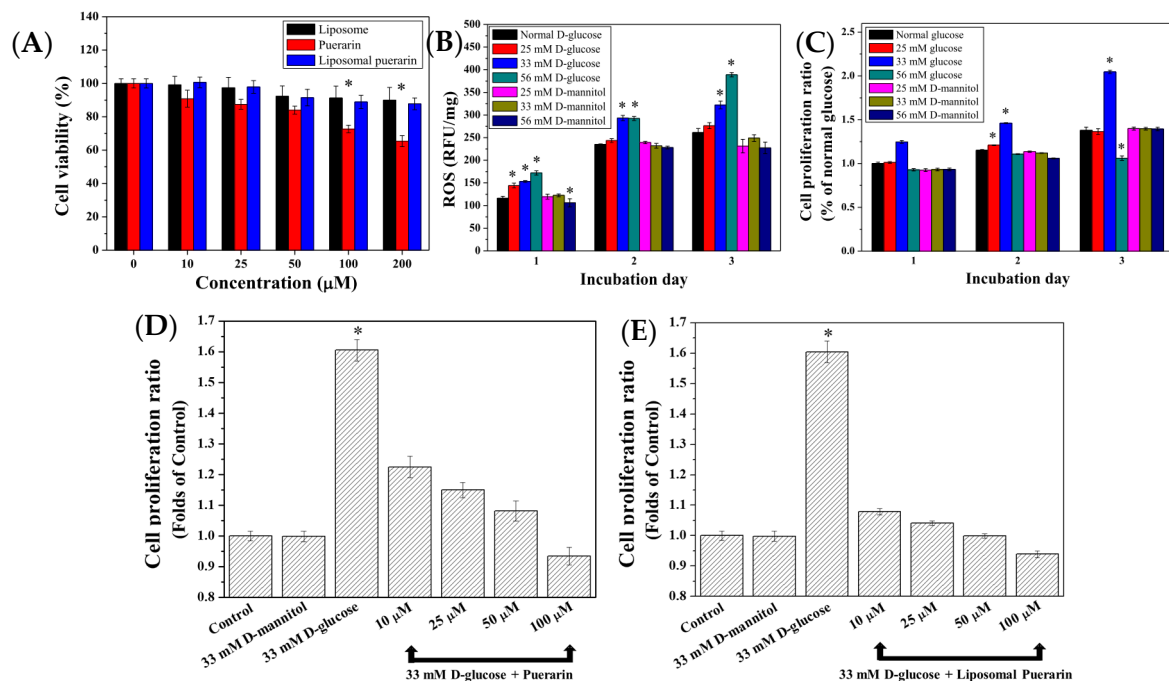 (A)
Cell viability (%)
140
120
100
80
60
40
20
0
Liposome
Puerarin
Liposomal puerarin
*
*
0
10
25
50
100
200
Concentration (μM)
(B)
ROS (RFU/mg)
500
450
400
350
300
250
200
150
100
50
0
Normal D-glucose
25 mM D-glucose
33 mM D-glucose
56 mM D-glucose
25 mM D-mannitol
33 mM D-mannitol
56 mM D-mannitol
* * * *
* *
* *
1
2
3
Incubation day
(C)
Cell proliferation ratio
(% of normal glucose)
2.5
2.0
1.5
1.0
0.5
0.0
Normal glucose
25 mM glucose
33 mM glucose
56 mM glucose
25 mM D-mannitol
33 mM D-mannitol
56 mM D-mannitol
* *
* *
1
2
3
Incubation day
(D)
Cell proliferation ratio
(Folds of Control)
1.7
1.6
1.5
1.4
1.3
1.2
1.1
1.0
0.9
0.8
*
Control
33 mM D-mannitol
33 mM D-glucose
10 μM
25 μM
50 μM
100 μM
33 mM D-glucose + Puerarin
(E)
Cell proliferation ratio
(Folds of Control)
1.7
1.6
1.5
1.4
1.3
1.2
1.1
1.0
0.9
0.8
*
Control
33 mM D-mannitol
33 mM D-glucose
10 μM
25 μM
50 μM
100 μM
33 mM D-glucose + Liposomal Puerarin